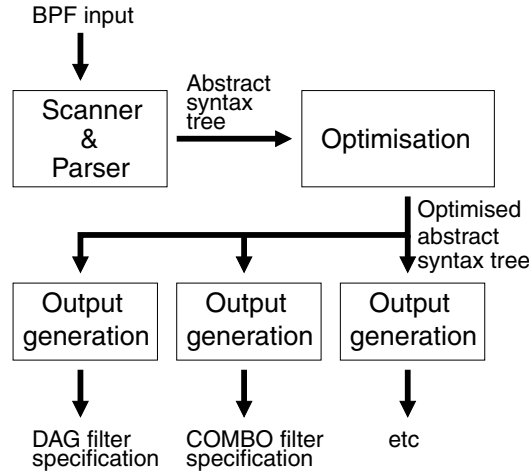 BPF input
Scanner
&
Parser
Abstract
syntax
tree
Optimisation
Optimised
abstract
syntax tree
Output
generation
Output
generation
Output
generation
DAG filter
specification
COMBO filter
specification
etc